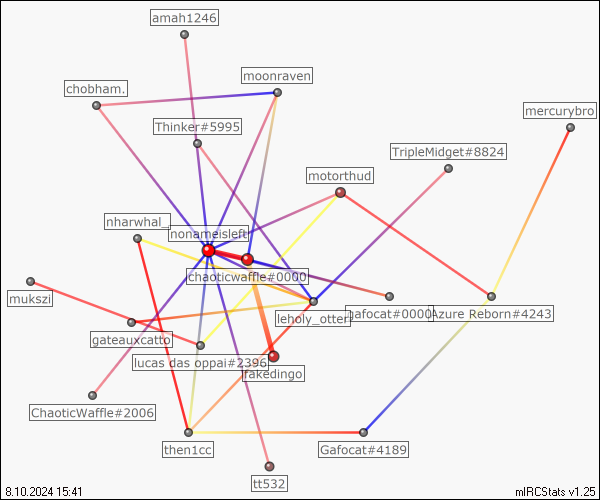 amah1246
moonraven
chobham.
mercurybro
Thinker#5995
TripleMidget#8824
motorthud
nharwhal_
nonameisleft
chaoticwaffle#0000
mukszi
leholy_otter
gafocat#0000
Azure Reborn#4243
gateauxcatto
lucas das oppai#2396
fakedingo
ChaoticWaffle#2006
then1cc
Gafocat#4189
tt532
8.10.2024 15:41
mIRCStats v1.25